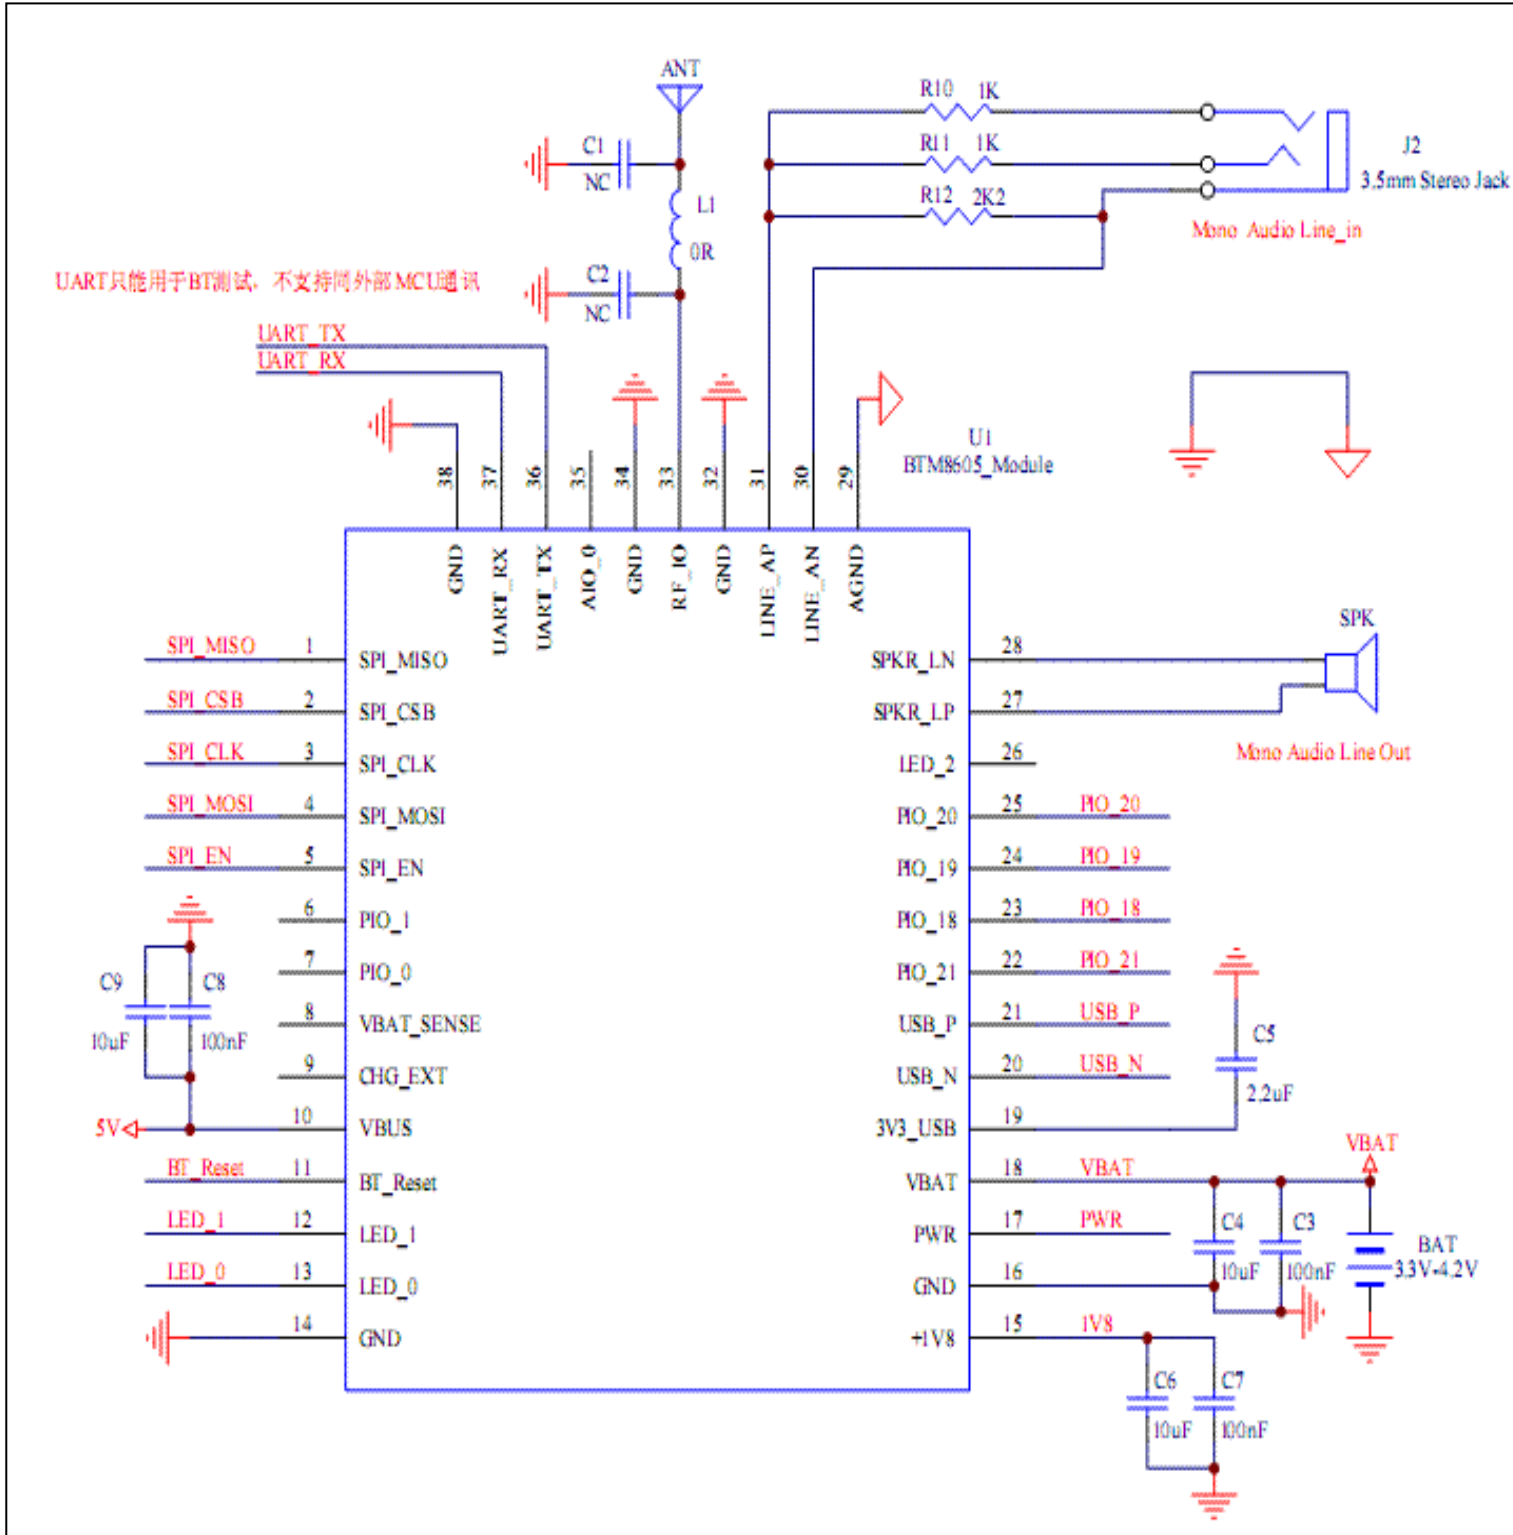 ANT
R10 1K
C1
NC
R11 1K
J2
3.5mm Stereo Jack
R12 2K2
L1
0R
Mono Audio Line_in
UART只能用于BT测试，不支持同外部MCU通讯
C2
NC
UART_TX
UART_RX
U1
BTM8605_Module
38 37 36 35 34 33 32 31 30 29
GND UART_RX UART_TX AIO_0 GND RF_IO GND LINE_AP LINE_AN AGND
SPK
SPI_MISO 1 SPI_MISO SPKR_LN 28
SPI_CSB 2 SPI_CSB SPKR_LP 27
Mono Audio Line Out
SPI_CLK 3 SPI_CLK LED_2 26
SPI_MOSI 4 SPI_MOSI PIO_20 25 PIO_20
SPI_EN 5 SPI_EN PIO_19 24 PIO_19
6 PIO_1 PIO_18 23 PIO_18
7 PIO_0 PIO_21 22 PIO_21
C9 C8
10uF 100nF
8 VBAT_SENSE USB_P 21 USB_P
C5
2.2uF
9 CHG_EXT USB_N 20 USB_N
5V 10 VBUS 3V3_USB 19
VBAT
BT_Reset 11 BT_Reset VBAT 18 VBAT
LED_1 12 LED_1 PWR 17 PWR
C4 C3
10uF 100nF
BAT
3.3V-4.2V
LED_0 13 LED_0 GND 16
14 GND +1V8 15 1V8
C6 C7
10uF 100nF